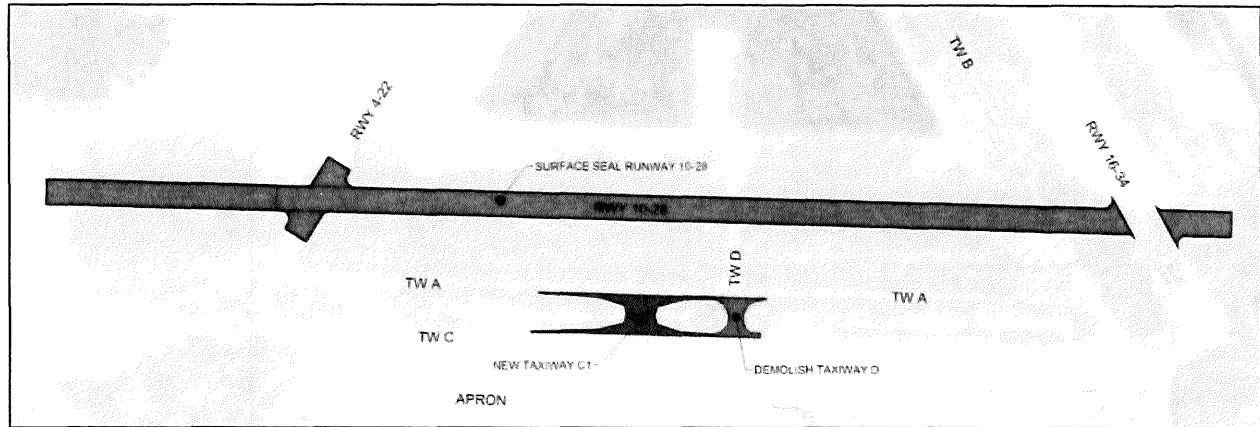 TW B
RWY 4-22
RWY 16-34
SURFACE SEAL RUNWAY 10-28
RWY 10-28
TW D
TW A
TW A
TW C
NEW TAXIWAY C1
DEMOLISH TAXIWAY D
APRON